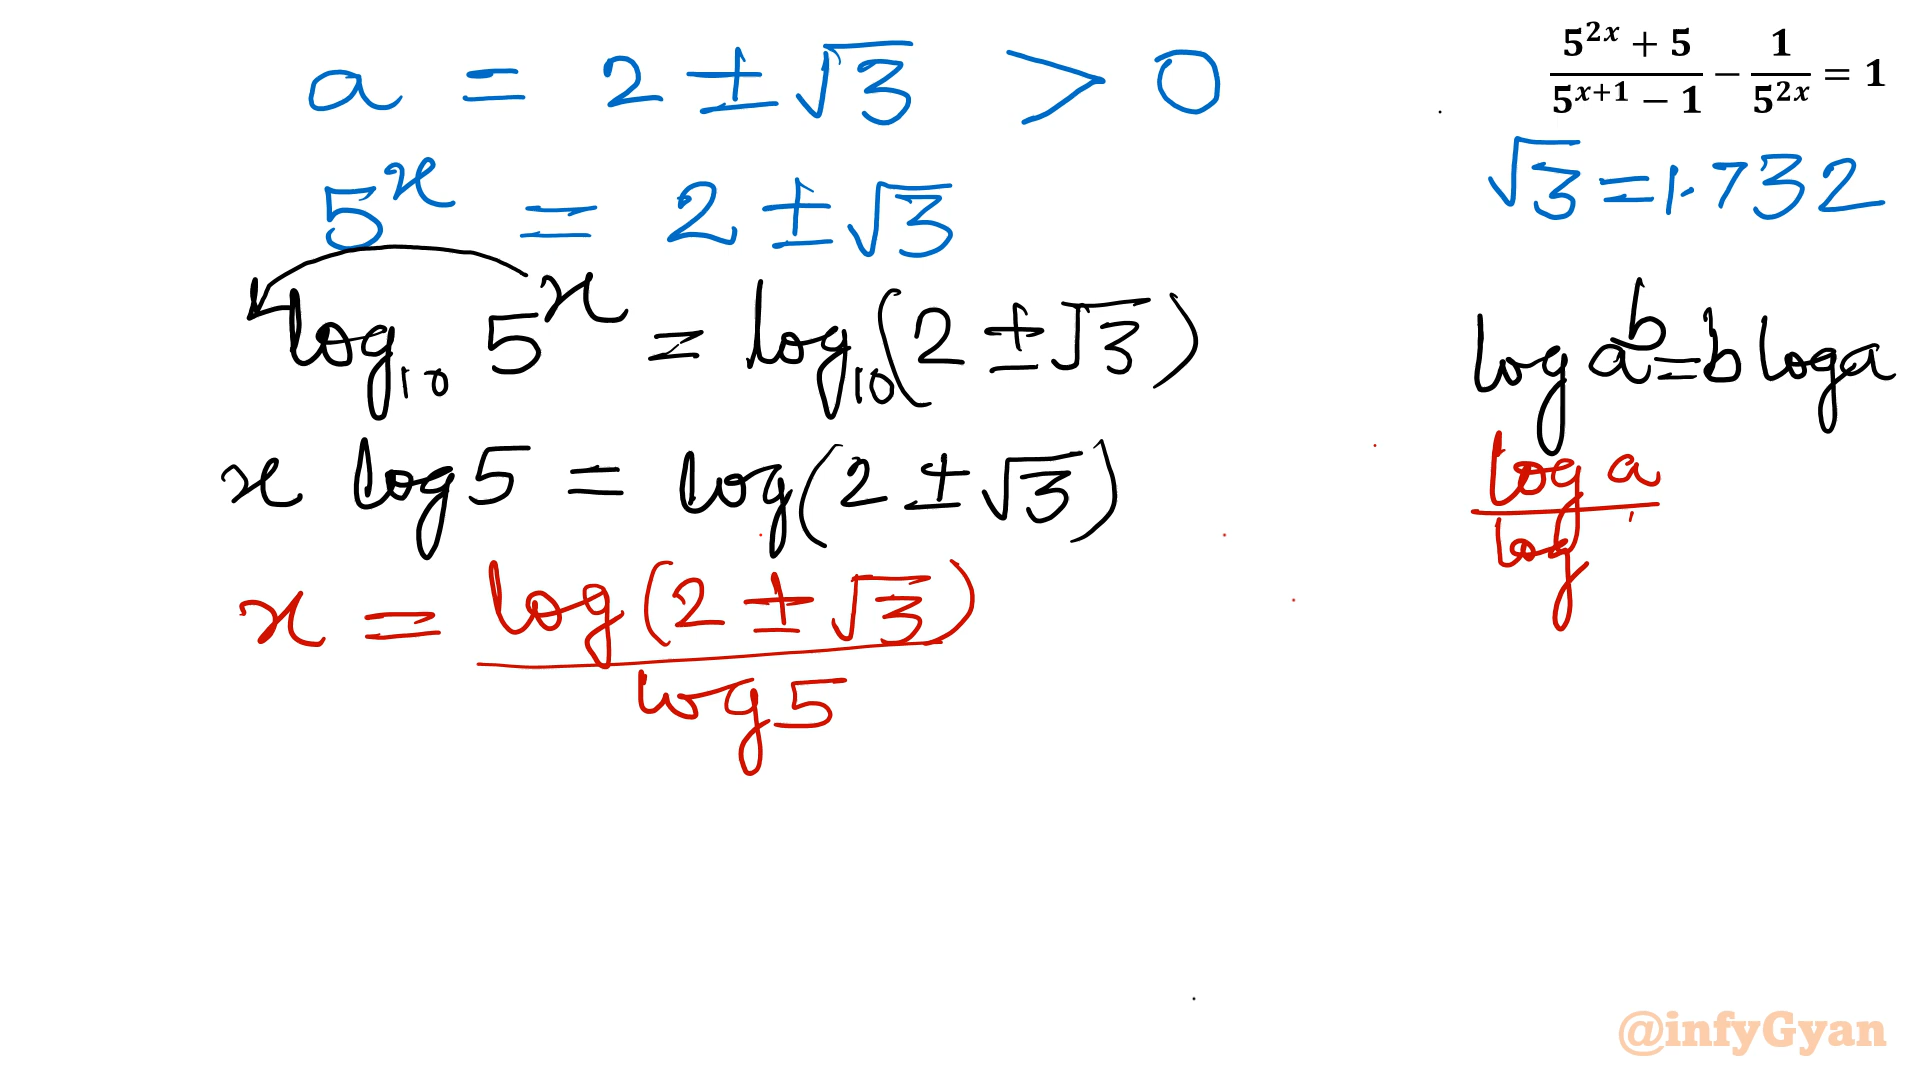 a = 2 ± √3 > 0
5^x = 2 ± √3
log₁₀ 5^x = log₁₀(2 ± √3)
x log 5 = log(2 ± √3)
x = log(2 ± √3) / log 5
(5^{2x} + 5)/(5^{x+1} − 1) − 1/5^{2x} = 1
√3 = 1.732
log a^b = b log a
log a / log
@infyGyan